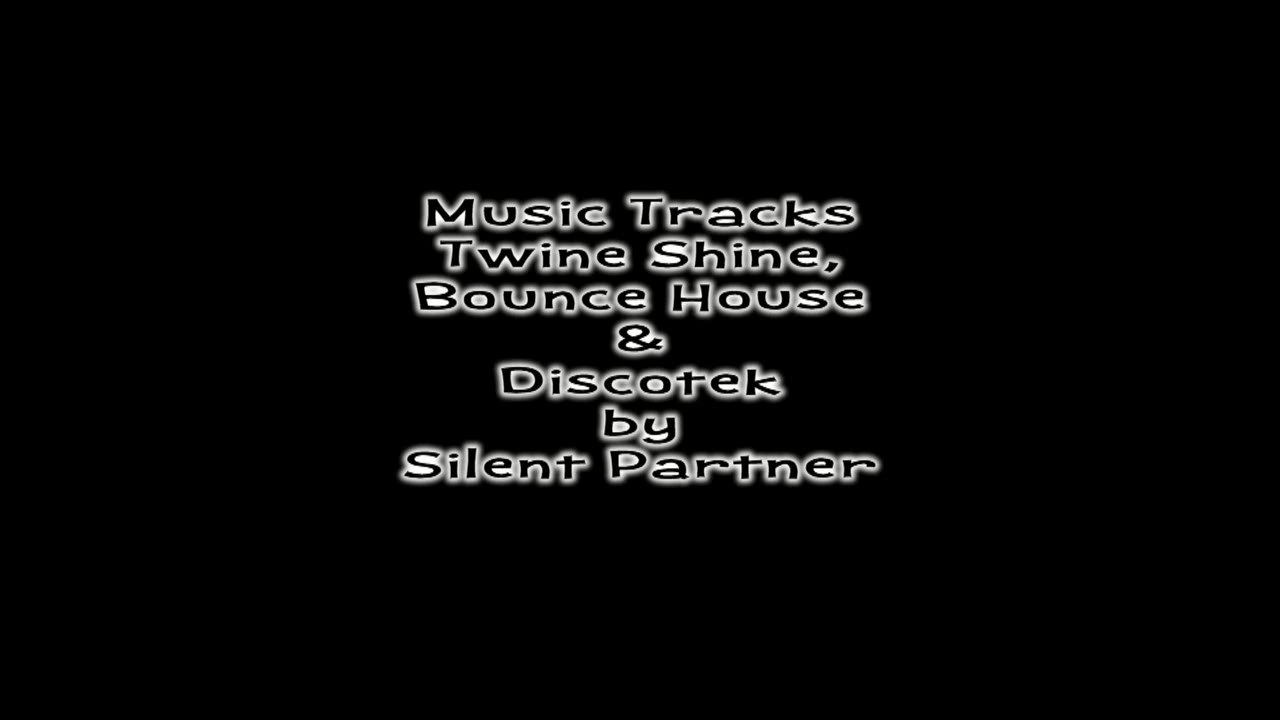 Music Tracks
Twine Shine,
Bounce House
&
Discotek
by
Silent Partner